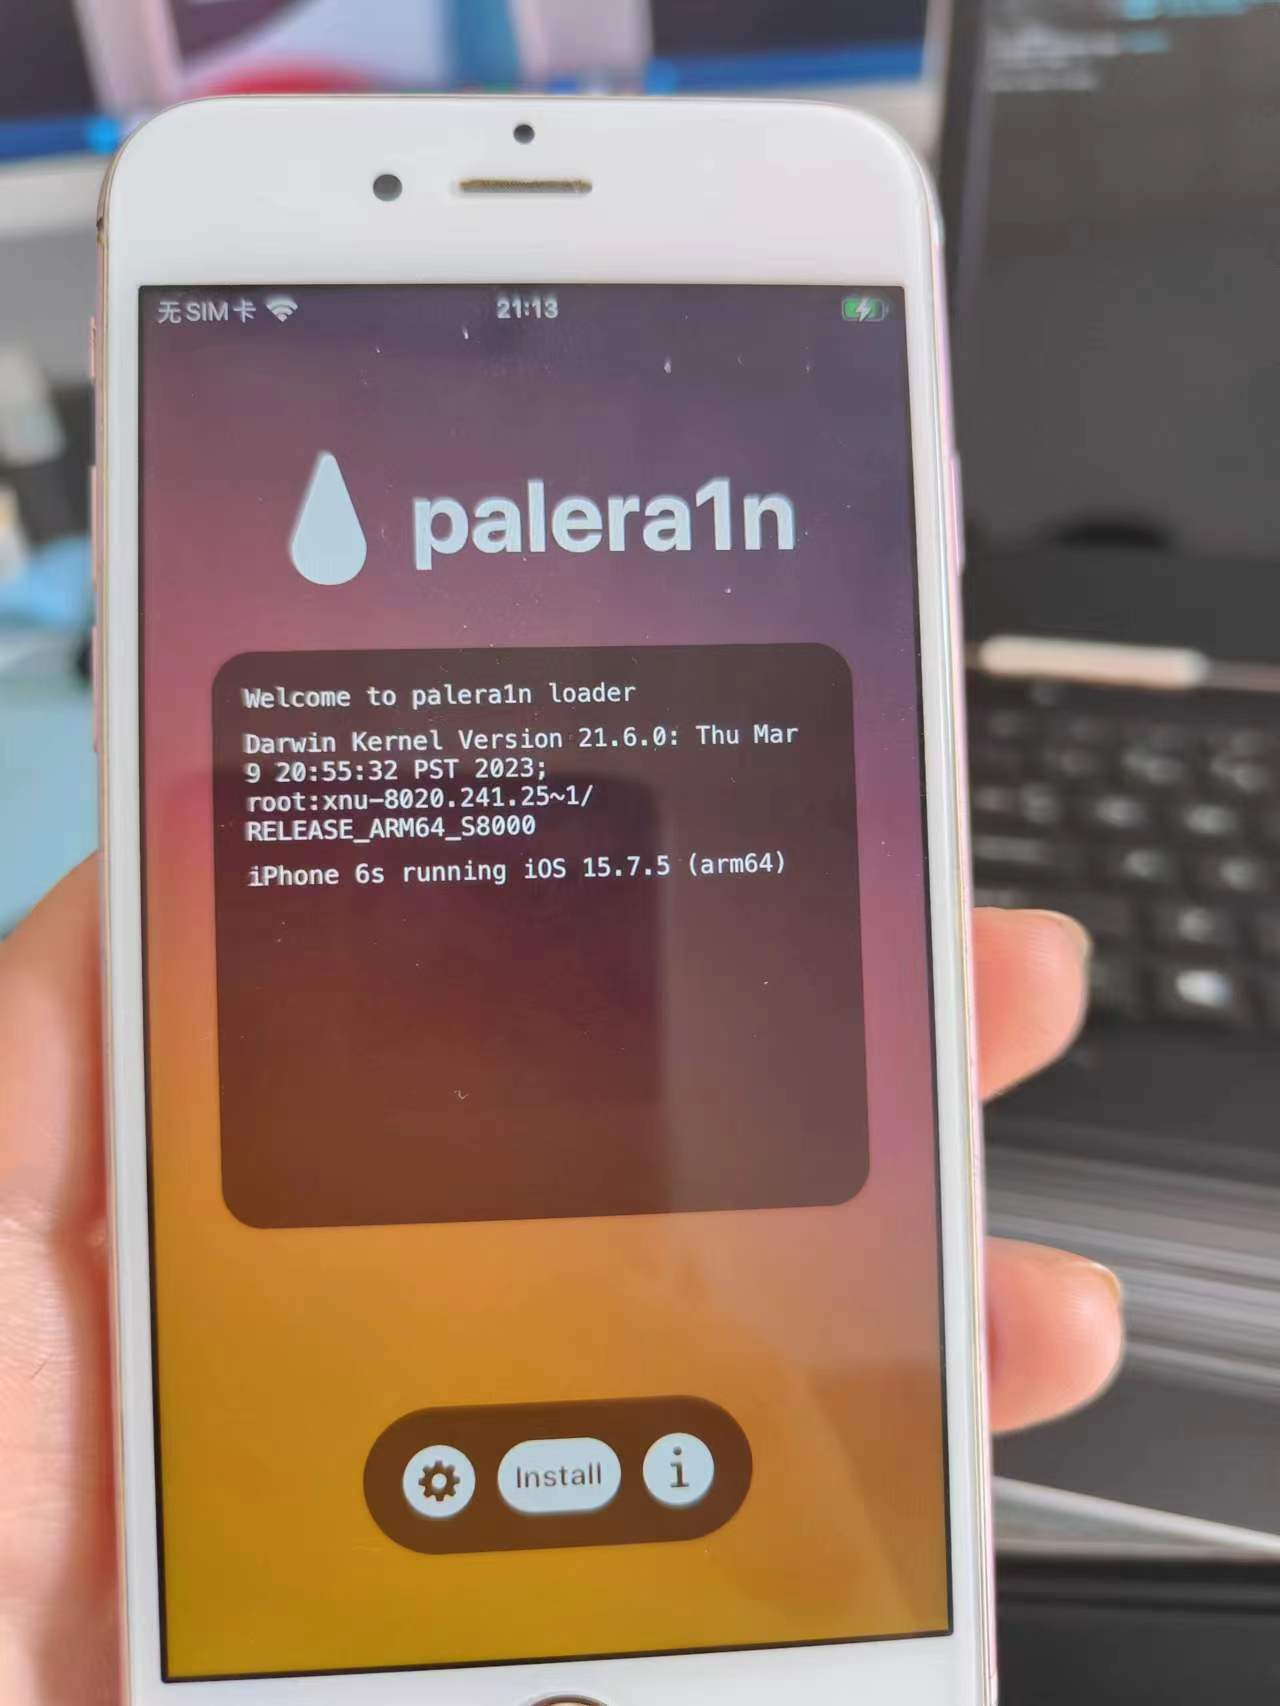 无SIM卡
21:13
palera1n
Welcome to palera1n loader
Darwin Kernel Version 21.6.0: Thu Mar
9 20:55:32 PST 2023;
root:xnu-8020.241.25~1/
RELEASE_ARM64_S8000
iPhone 6s running iOS 15.7.5 (arm64)
Install
i